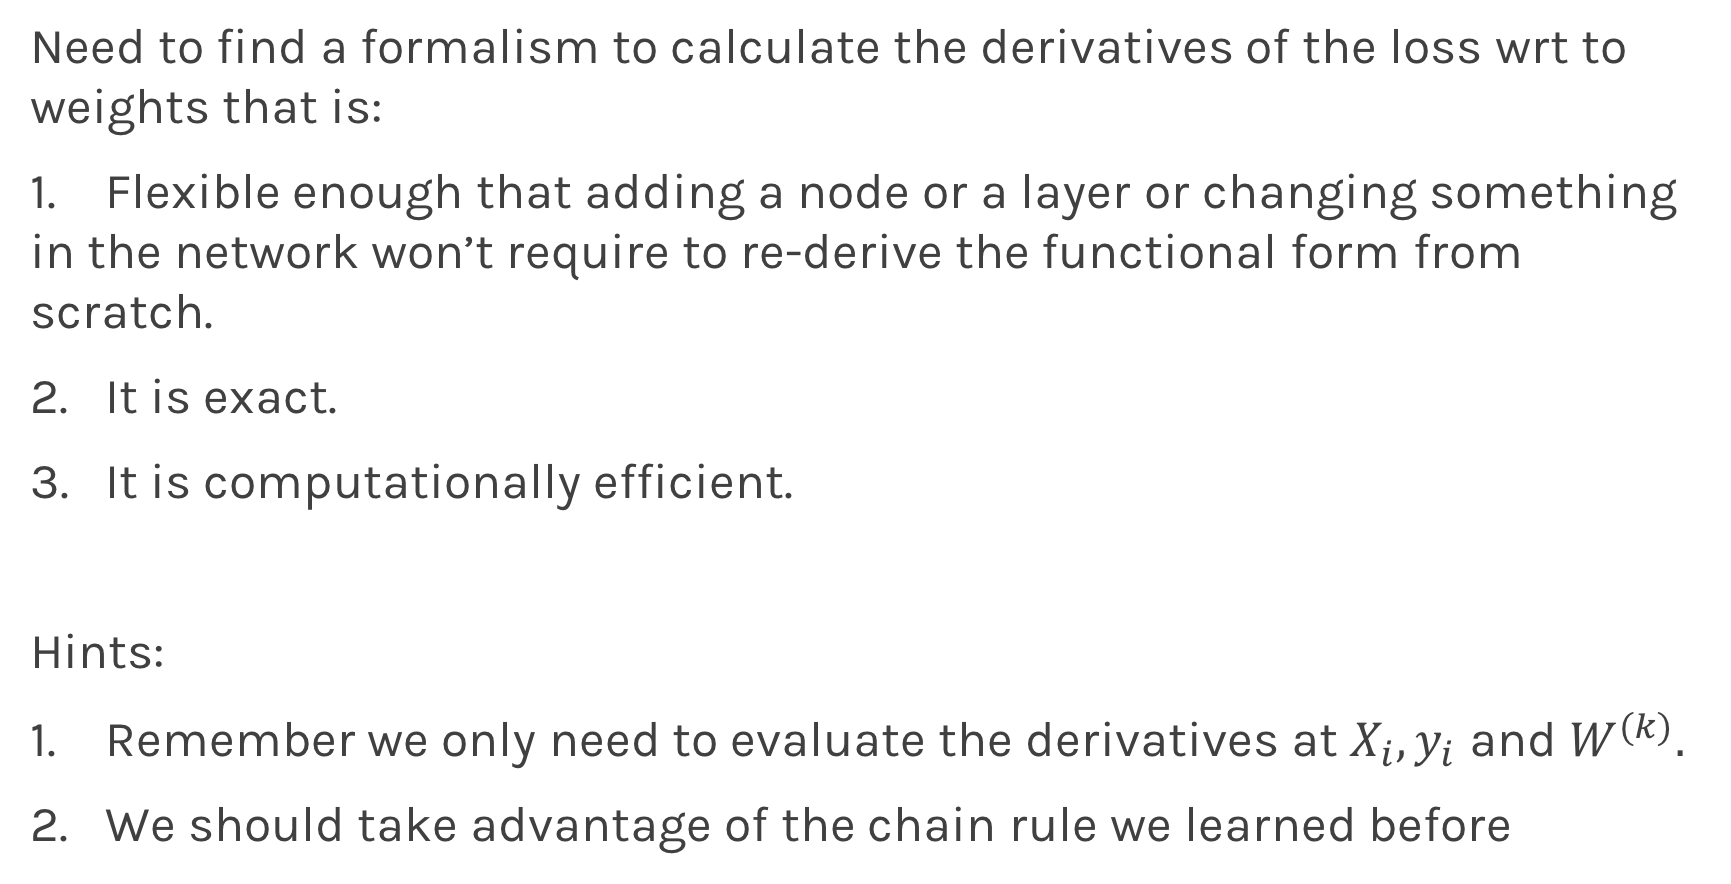 Need to find a formalism to calculate the derivatives of the loss wrt to
weights that is:
1. Flexible enough that adding a node or a layer or changing something
in the network won’t require to re-derive the functional form from
scratch.
2. It is exact.
3. It is computationally efficient.
Hints:
1. Remember we only need to evaluate the derivatives at $X_i, y_i$ and $W^{(k)}$.
2. We should take advantage of the chain rule we learned before